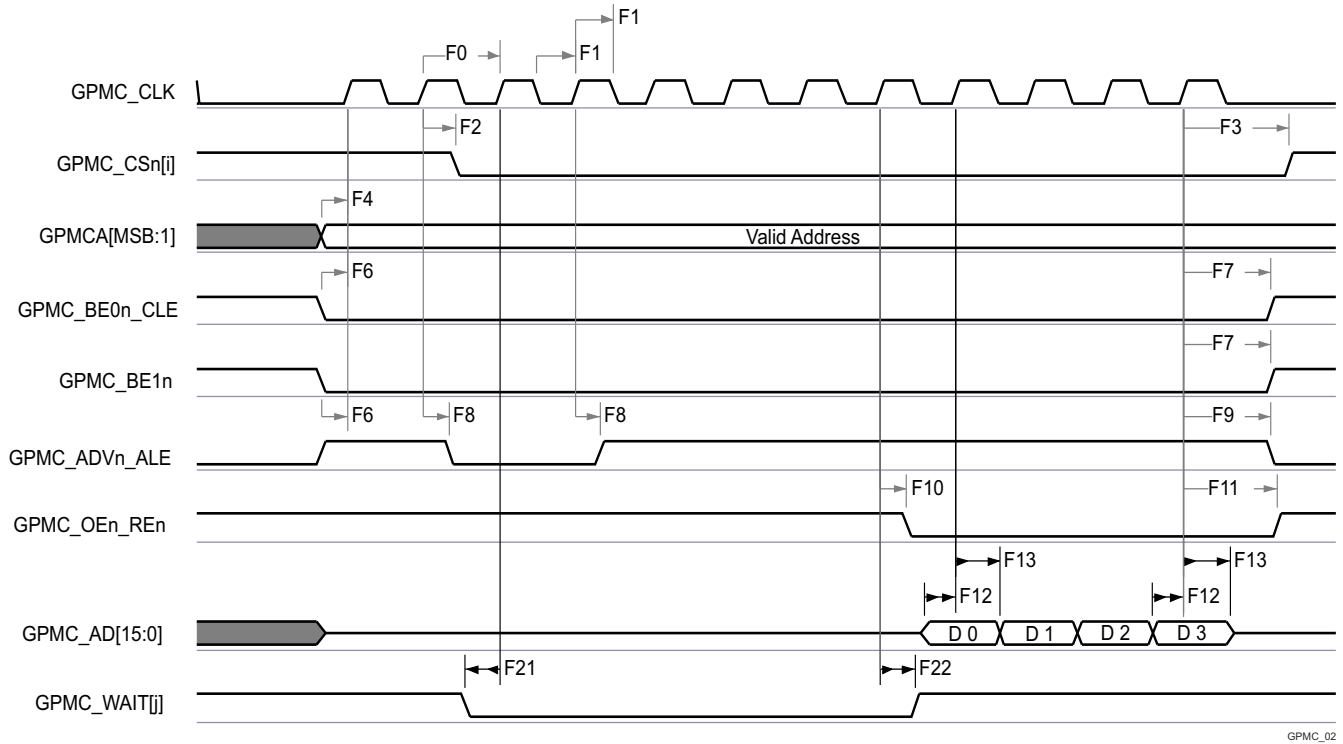 F1
F0
F1
GPMC_CLK
F2
F3
GPMC_CSn[i]
F4
GPMCA[MSB:1]
Valid Address
F6
F7
GPMC_BE0n_CLE
F7
GPMC_BE1n
F6
F8
F8
F9
GPMC_ADVn_ALE
F10
F11
GPMC_OEn_REn
F13
F13
F12
F12
GPMC_AD[15:0]
D 0
D 1
D 2
D 3
F21
F22
GPMC_WAIT[j]
GPMC_02